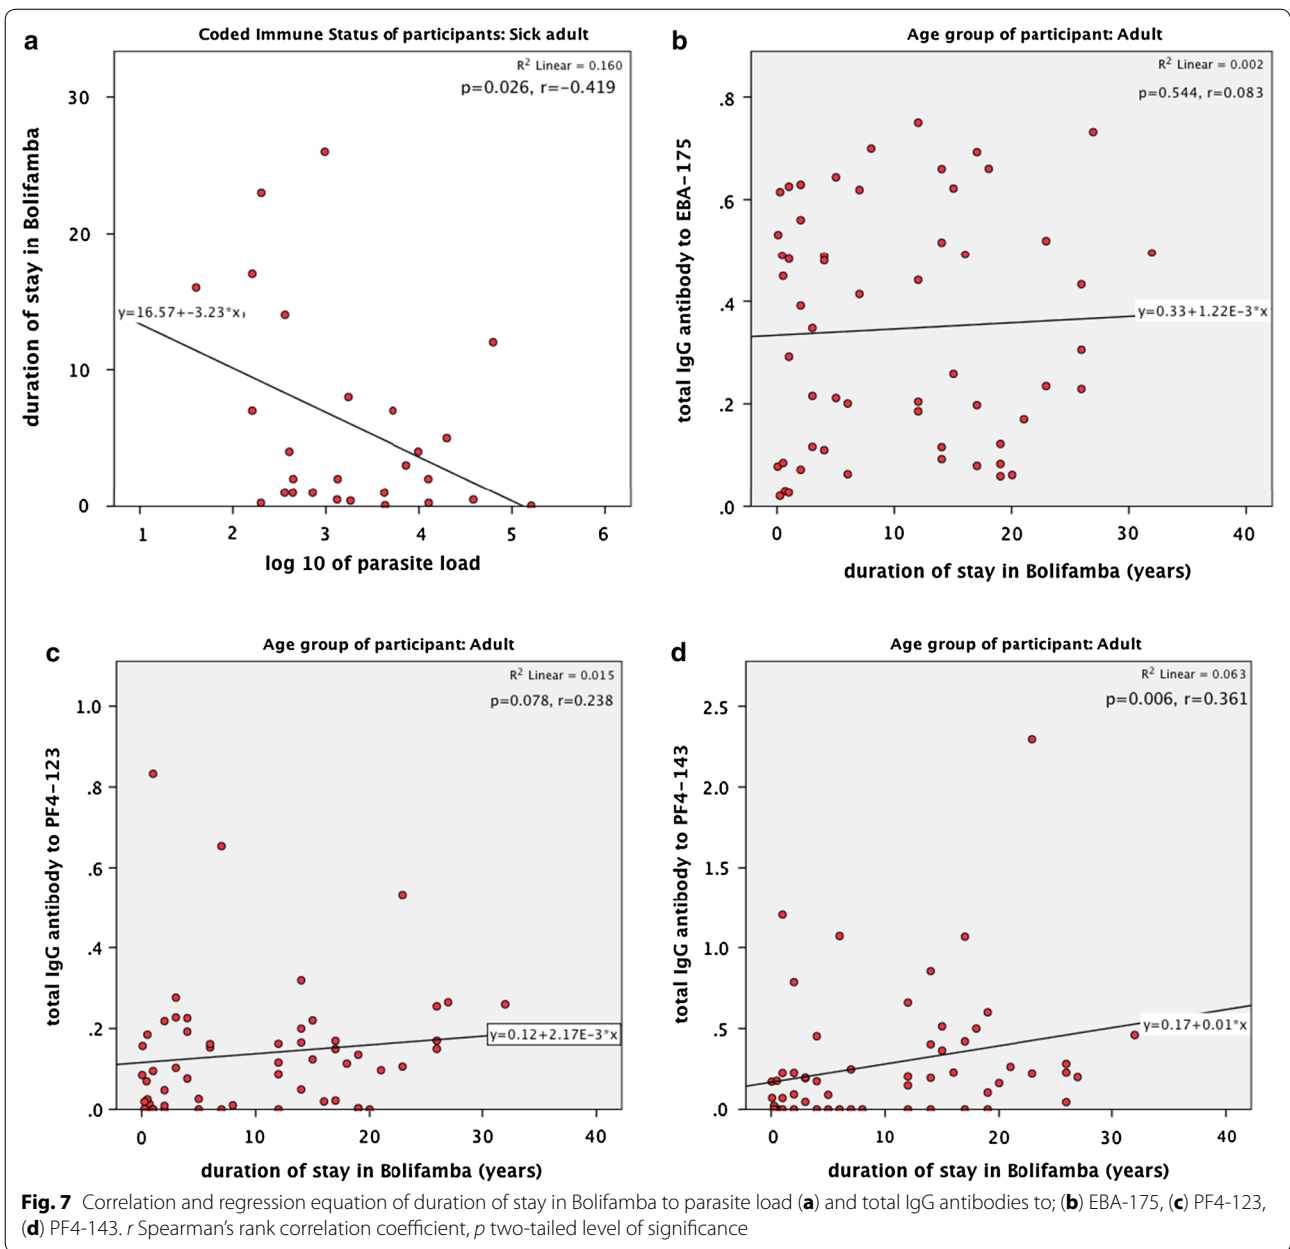 a
Coded Immune Status of participants: Sick adult
R² Linear = 0.160
p=0.026, r=−0.419
duration of stay in Bolifamba
30
20
10
0
y=16.57+-3.23*x
1 2 3 4 5 6
log 10 of parasite load
b
Age group of participant: Adult
R² Linear = 0.002
p=0.544, r=0.083
total IgG antibody to EBA−175
.8
.6
.4
.2
.0
y=0.33+1.22E-3*x
0 10 20 30 40
duration of stay in Bolifamba (years)
c
Age group of participant: Adult
R² Linear = 0.015
p=0.078, r=0.238
total IgG antibody to PF4−123
1.0
.8
.6
.4
.2
.0
y=0.12+2.17E-3*x
0 10 20 30 40
duration of stay in Bolifamba (years)
d
Age group of participant: Adult
R² Linear = 0.063
p=0.006, r=0.361
total IgG antibody to PF4−143
2.5
2.0
1.5
1.0
.5
.0
y=0.17+0.01*x
0 10 20 30 40
duration of stay in Bolifamba (years)
Fig. 7 Correlation and regression equation of duration of stay in Bolifamba to parasite load (a) and total IgG antibodies to; (b) EBA-175, (c) PF4-123,
(d) PF4-143. r Spearman's rank correlation coefficient, p two-tailed level of significance